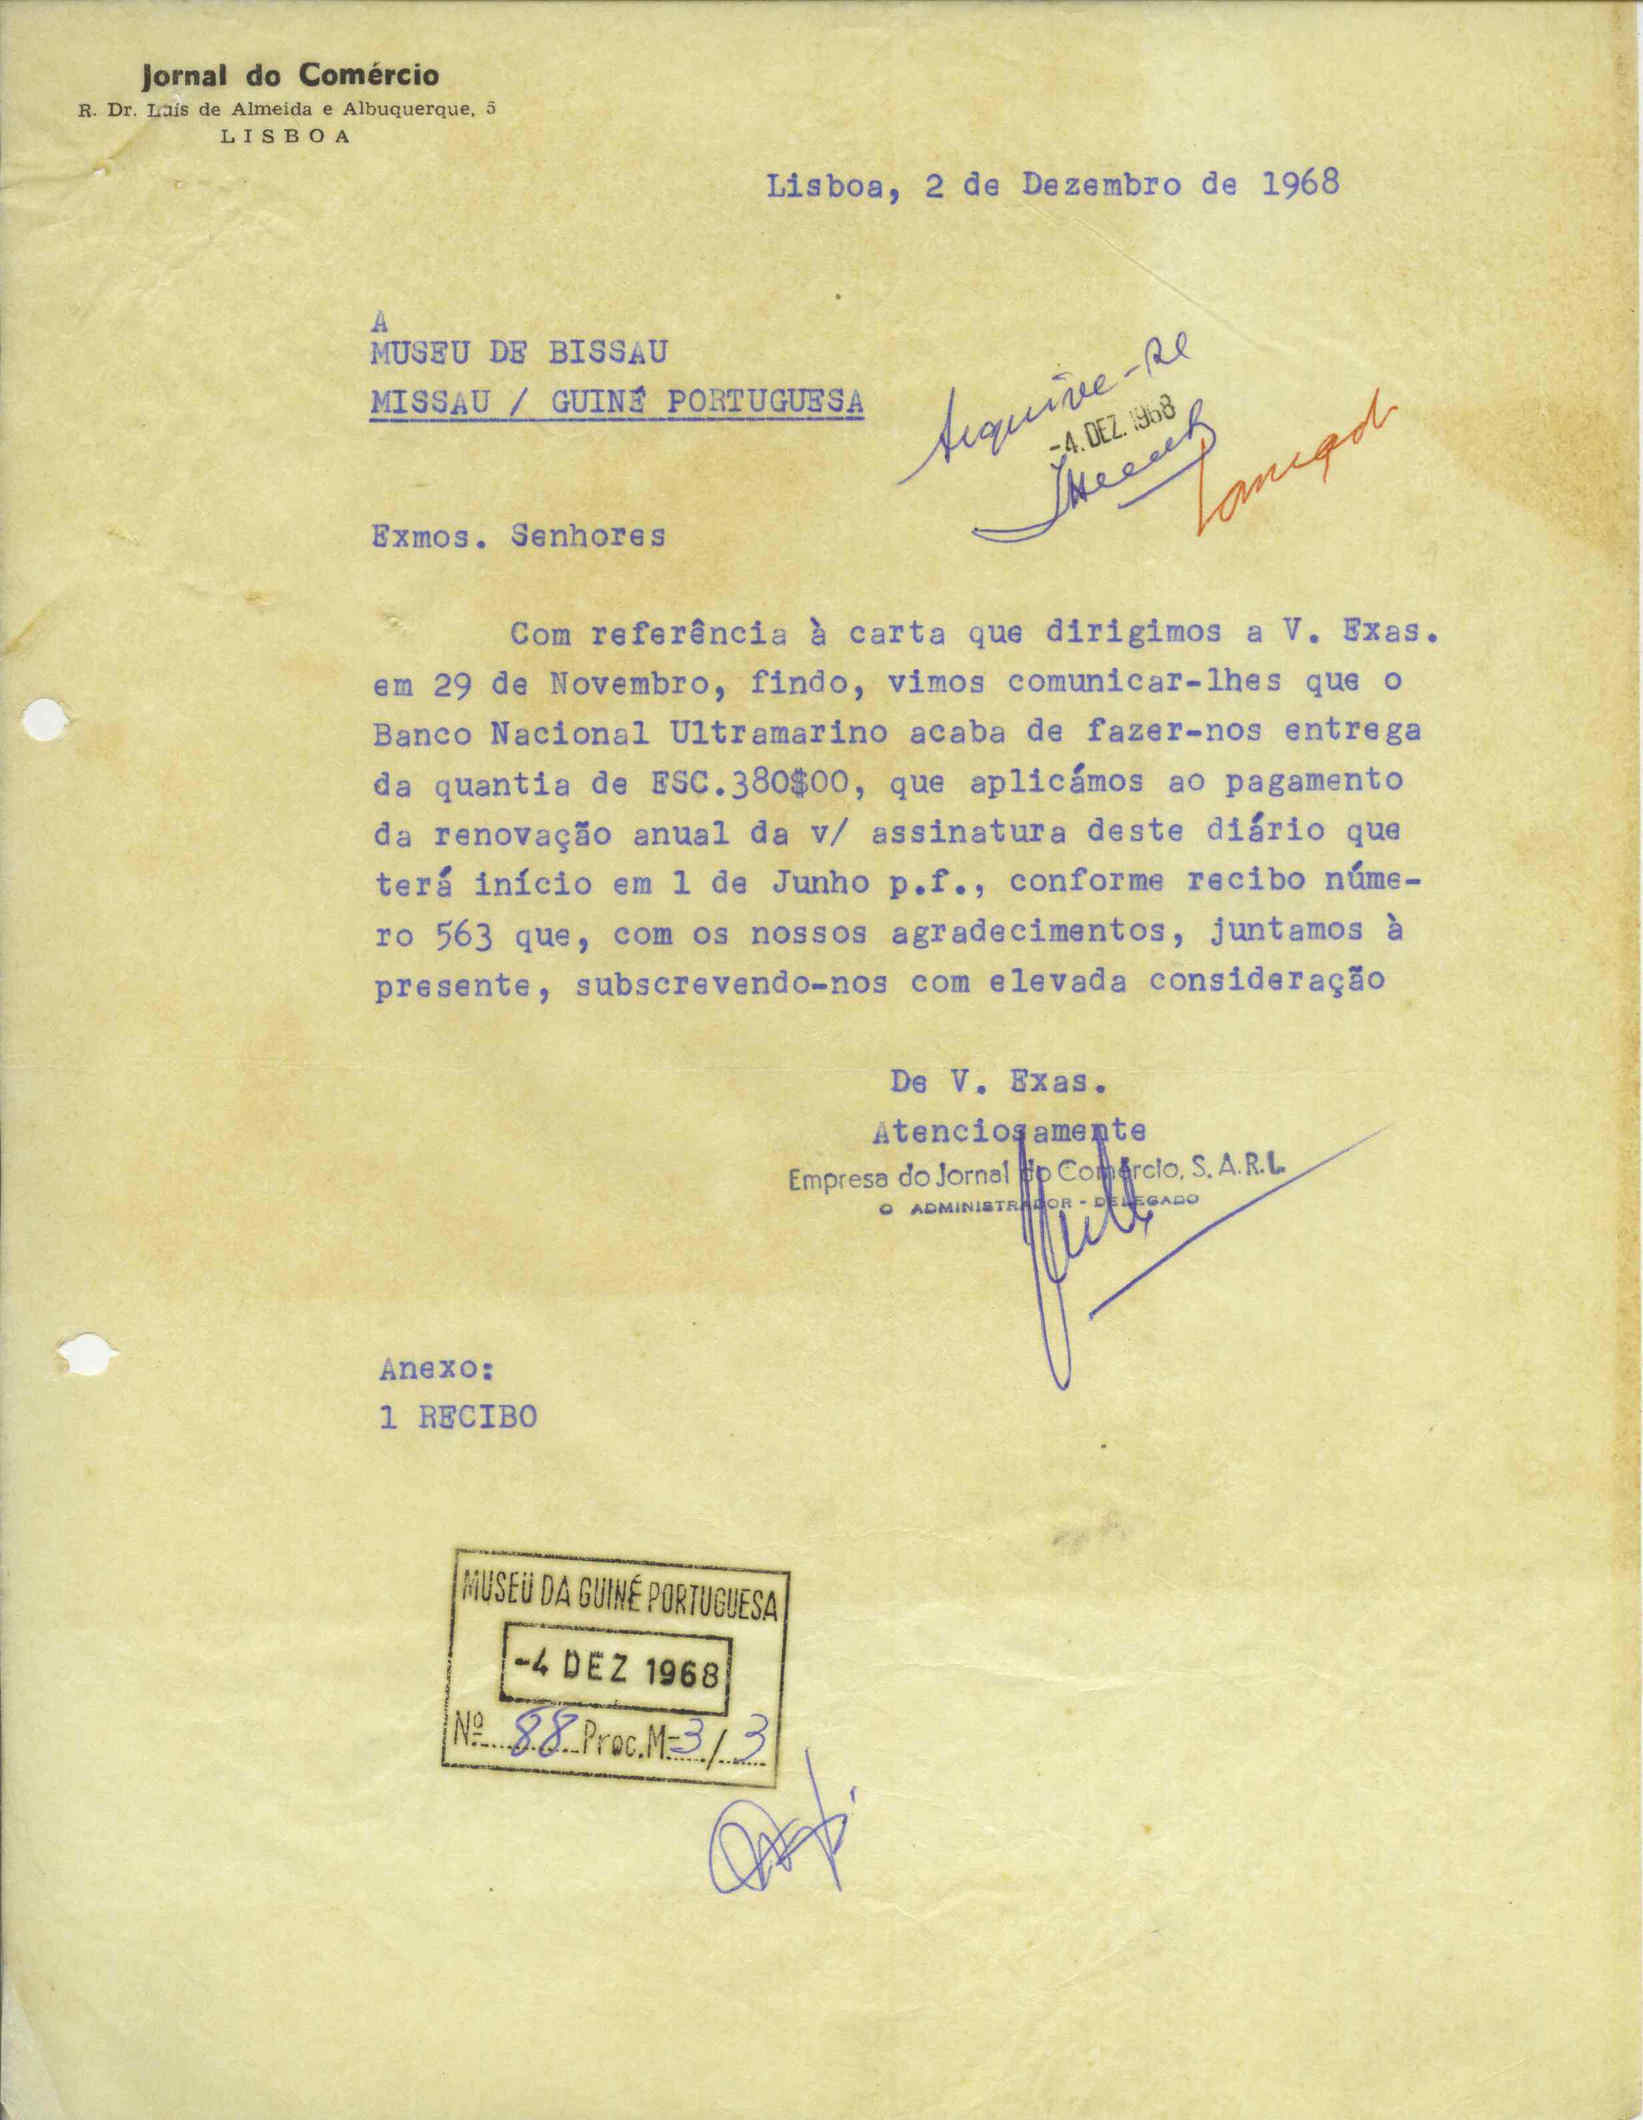 Jornal do Comércio
R. Dr. Luís de Almeida e Albuquerque, 5
LISBOA
Lisboa, 2 de Dezembro de 1968
A
MUSEU DE BISSAU
MISSAU / GUINÉ PORTUGUESA
Arquive-se
-4. DEZ. 1968
Lançado
Exmos. Senhores
Com referência à carta que dirigimos a V. Exas.
em 29 de Novembro, findo, vimos comunicar-lhes que o
Banco Nacional Ultramarino acaba de fazer-nos entrega
da quantia de ESC.380$00, que aplicámos ao pagamento
da renovação anual da v/ assinatura deste diário que
terá início em 1 de Junho p.f., conforme recibo núme-
ro 563 que, com os nossos agradecimentos, juntamos à
presente, subscrevendo-nos com elevada consideração
De V. Exas.
Atenciosamente
Empresa do Jornal do Comércio, S. A. R. L.
O ADMINISTRADOR - DELEGADO
Anexo:
1 RECIBO
MUSEU DA GUINÉ PORTUGUESA
-4 DEZ 1968
Nº 88 Proc. M-3/3